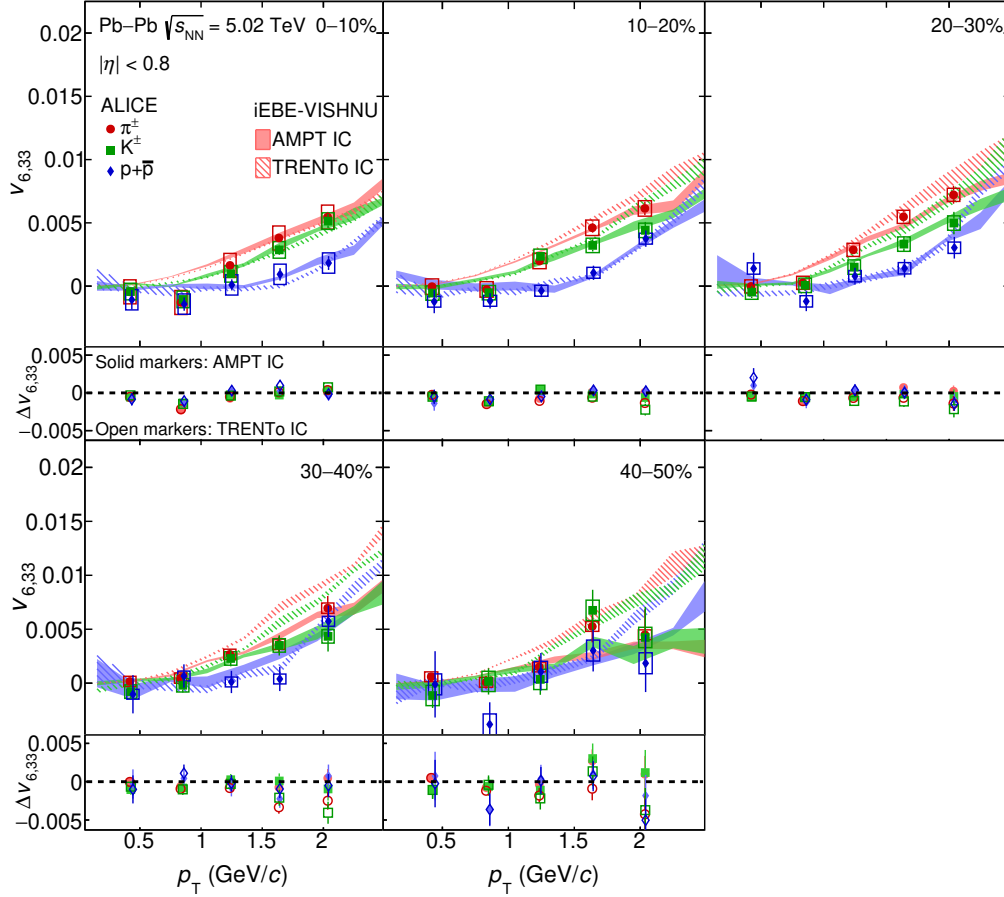 Pb–Pb √sNN = 5.02 TeV 0–10%
10–20%
20–30%
|η| < 0.8
ALICE
π±
K±
p+p̅
iEBE-VISHNU
AMPT IC
TRENTo IC
v6,33
0.02
0.015
0.01
0.005
0
Solid markers: AMPT IC
Open markers: TRENTo IC
Δv6,33
0.005
0
−0.005
30–40%
40–50%
v6,33
0.02
0.015
0.01
0.005
0
Δv6,33
0.005
0
−0.005
0.5 1 1.5 2
0.5 1 1.5 2
pT (GeV/c)
pT (GeV/c)